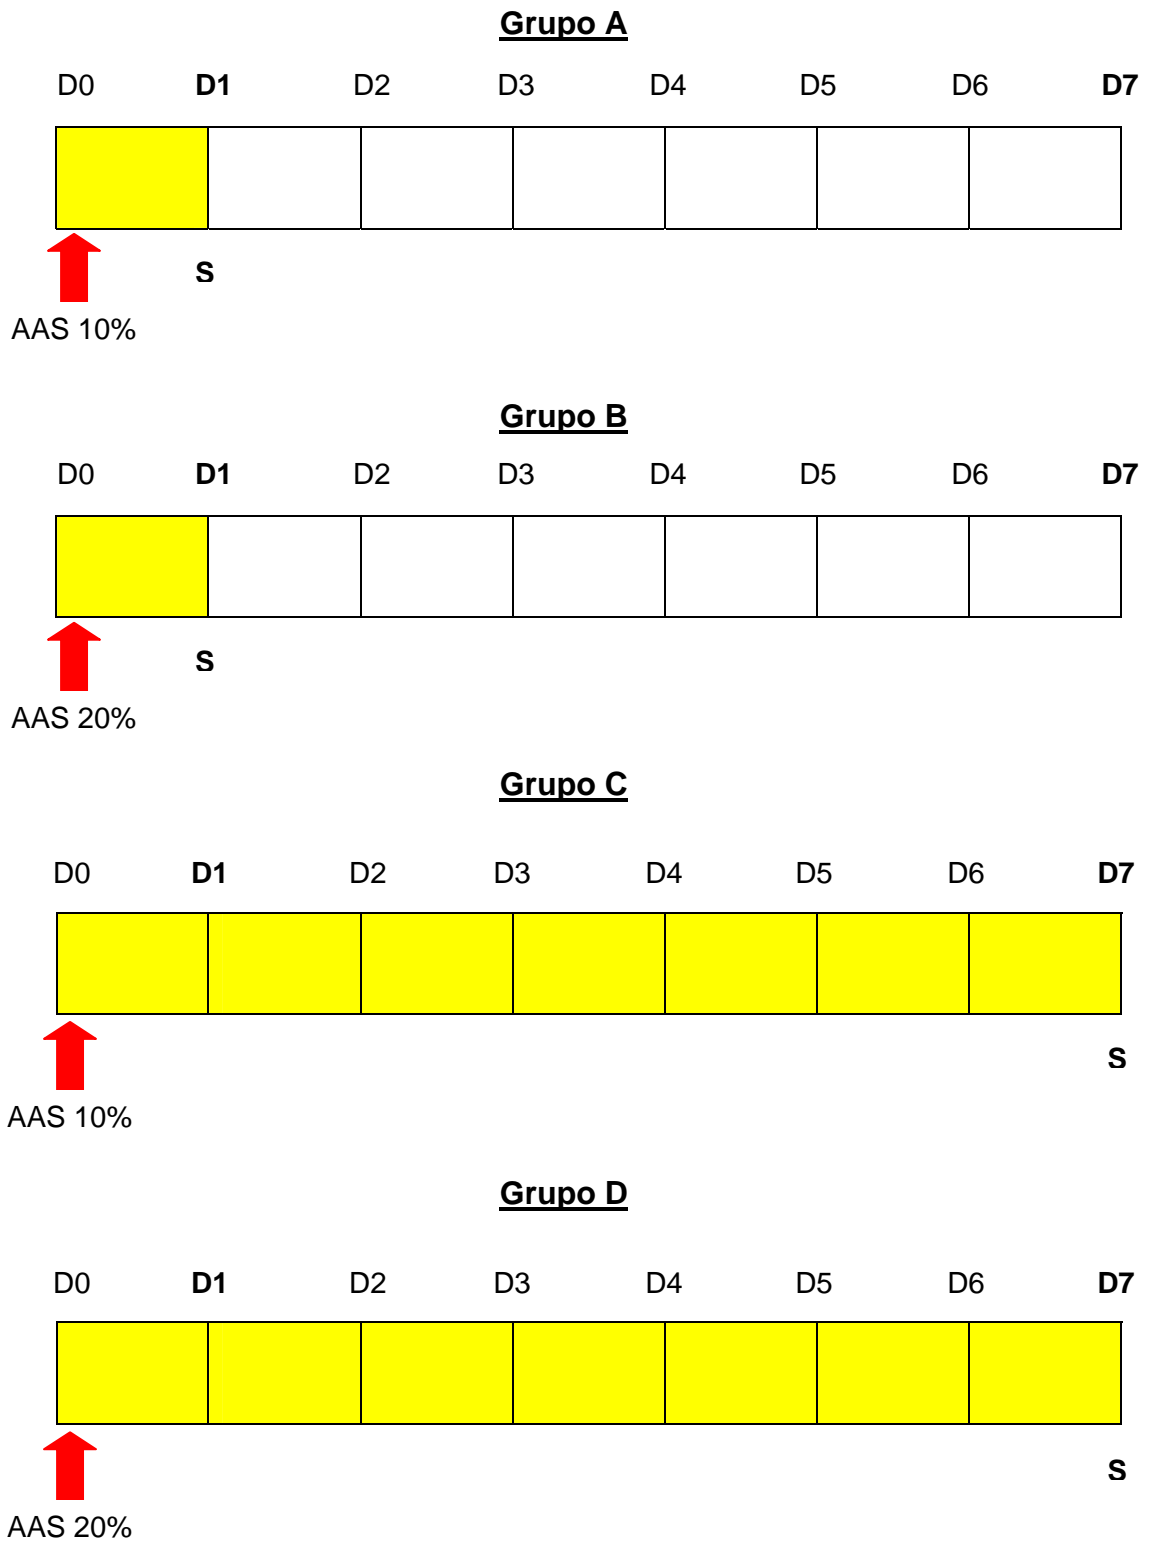 Grupo A
D0 D1 D2 D3 D4 D5 D6 D7
S
AAS 10%
Grupo B
D0 D1 D2 D3 D4 D5 D6 D7
S
AAS 20%
Grupo C
D0 D1 D2 D3 D4 D5 D6 D7
S
AAS 10%
Grupo D
D0 D1 D2 D3 D4 D5 D6 D7
S
AAS 20%